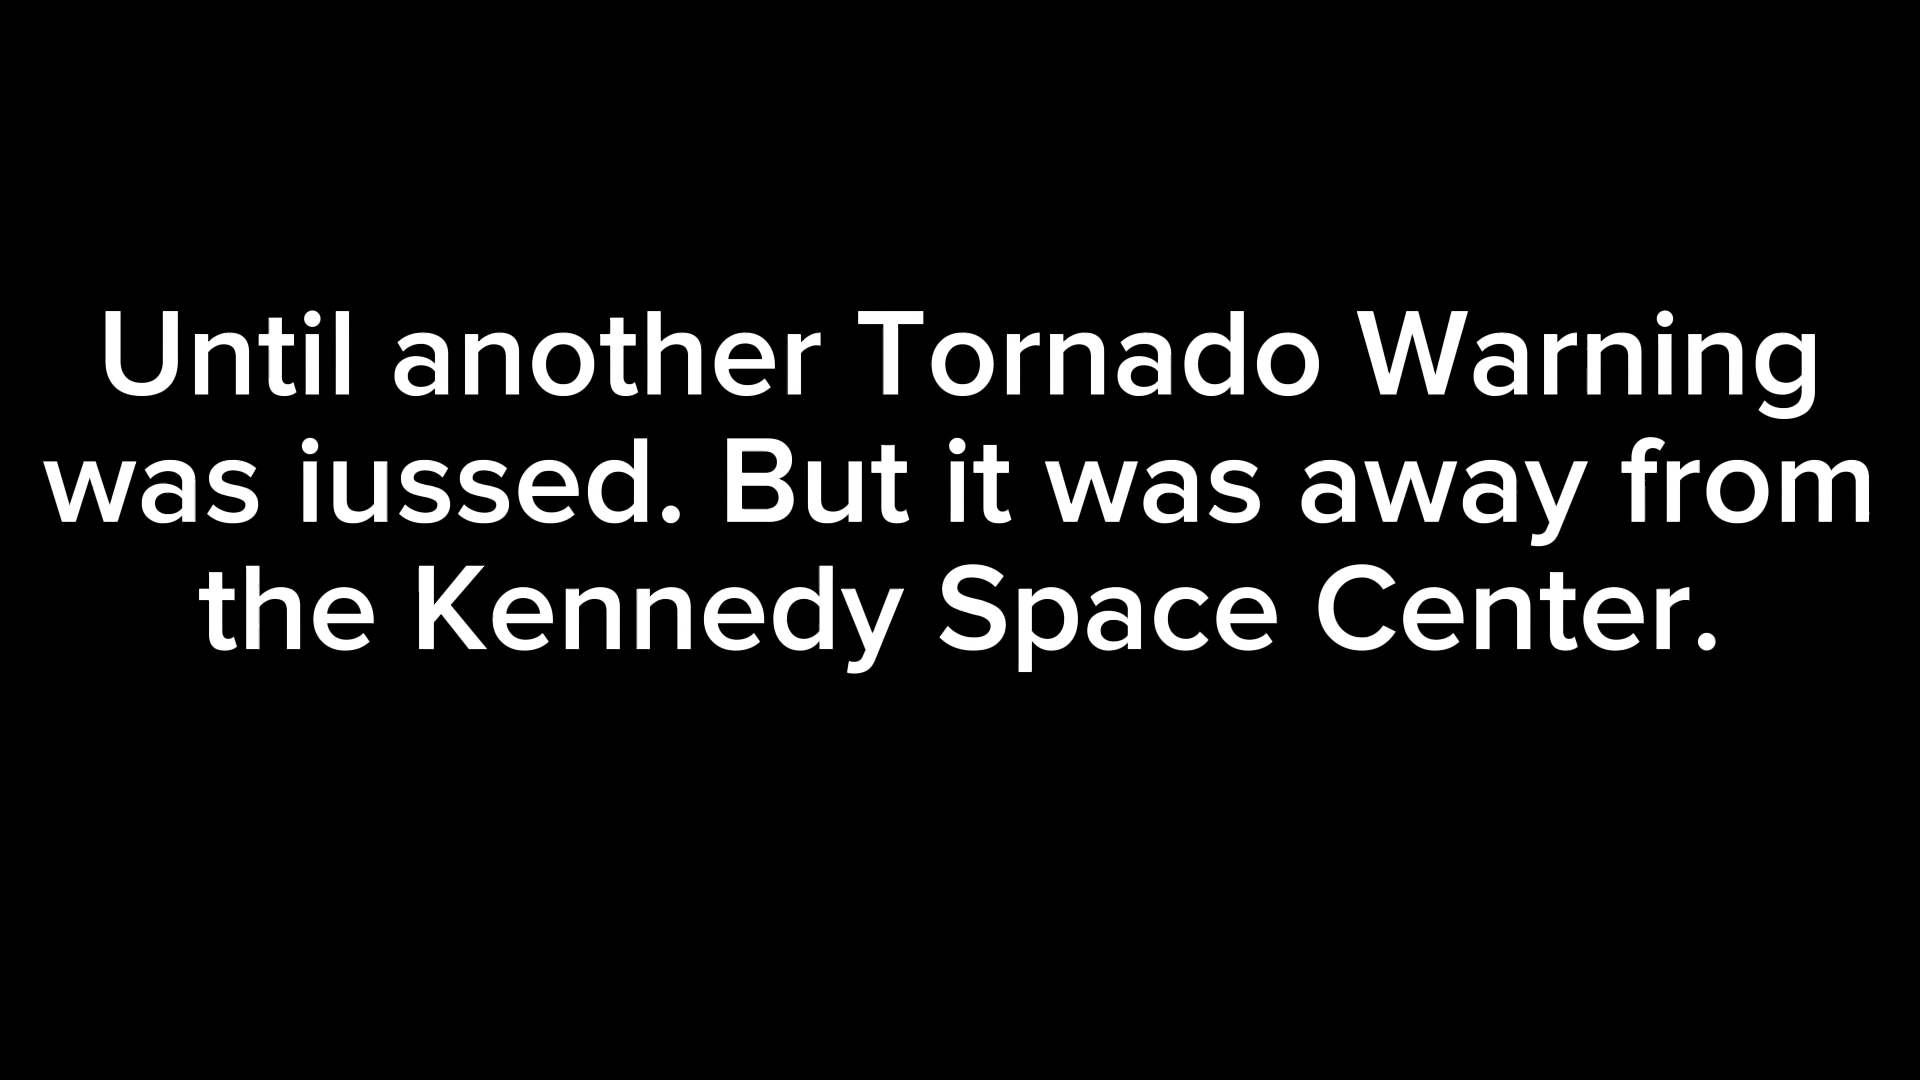 Until another Tornado Warning
was iussed. But it was away from
the Kennedy Space Center.